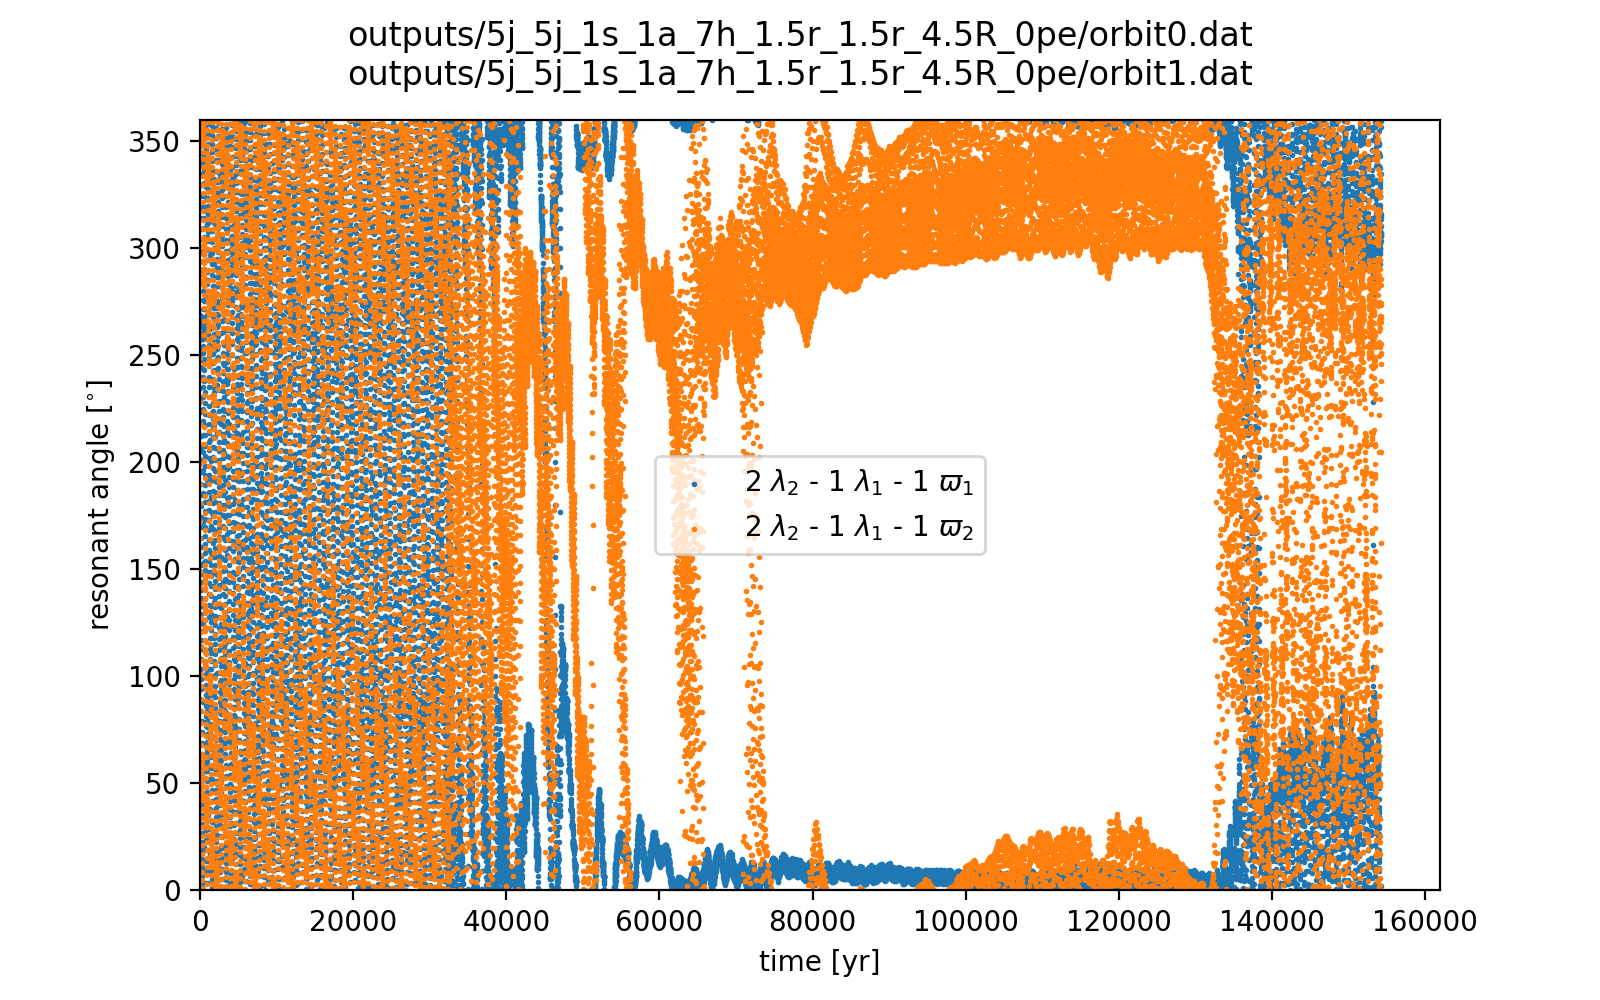 outputs/5j_5j_1s_1a_7h_1.5r_1.5r_4.5R_0pe/orbit0.dat
outputs/5j_5j_1s_1a_7h_1.5r_1.5r_4.5R_0pe/orbit1.dat
350
300
250
200
150
100
50
0
resonant angle [°]
2 λ₂ - 1 λ₁ - 1 ϖ₁
2 λ₂ - 1 λ₁ - 1 ϖ₂
0 20000 40000 60000 80000 100000 120000 140000 160000
time [yr]